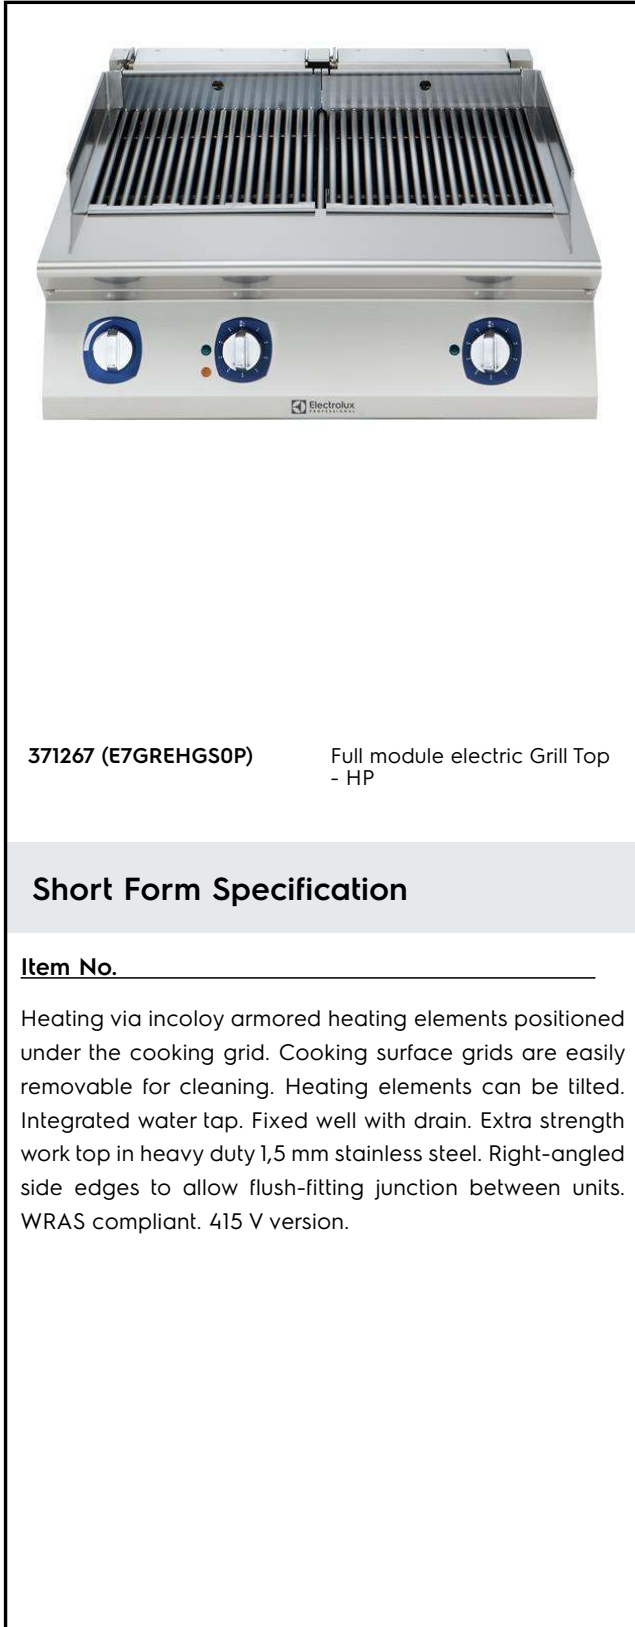 Electrolux
PROFESSIONAL
371267 (E7GREHGS0P)
Full module electric Grill Top
- HP
Short Form Specification
Item No.
Heating via incoloy armored heating elements positioned
under the cooking grid. Cooking surface grids are easily
removable for cleaning. Heating elements can be tilted.
Integrated water tap. Fixed well with drain. Extra strength
work top in heavy duty 1,5 mm stainless steel. Right-angled
side edges to allow flush-fitting junction between units.
WRAS compliant. 415 V version.